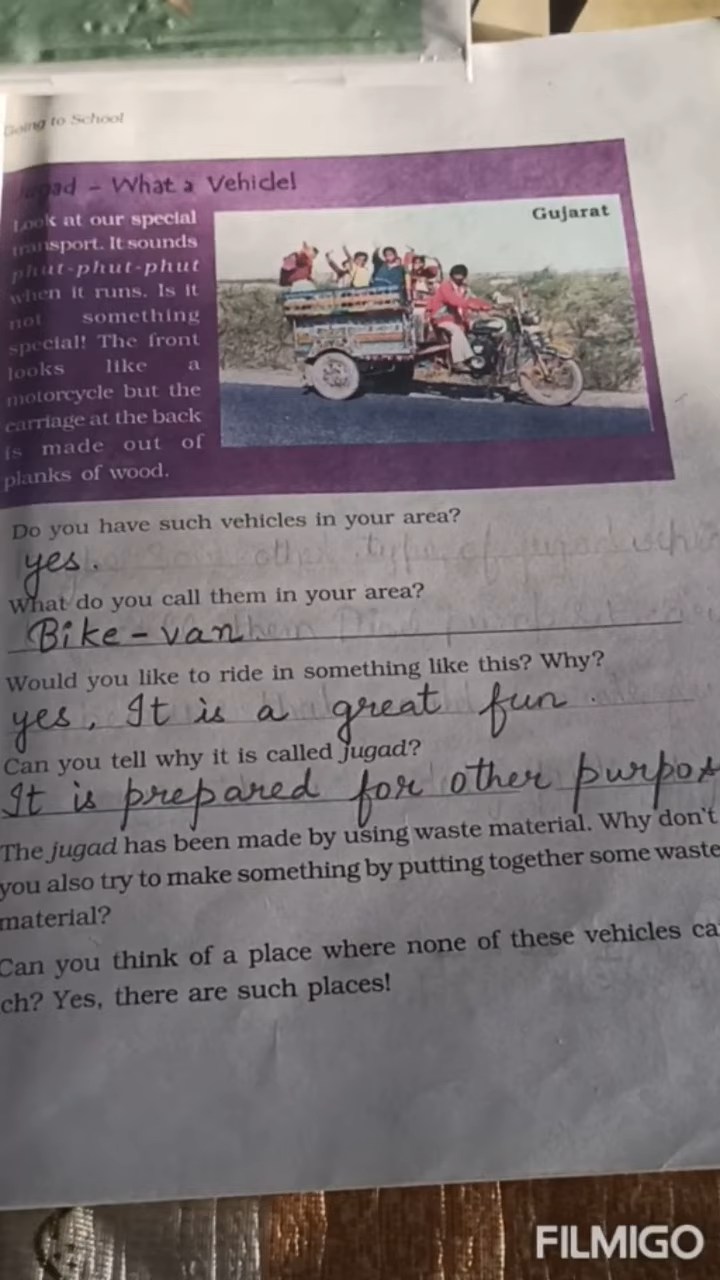 Going to School
Jugad – What a Vehicle!
Look at our special
transport. It sounds
phut-phut-phut
when it runs. Is it
not something
special! The front
looks like a
motorcycle but the
carriage at the back
is made out of
planks of wood.
Gujarat
Do you have such vehicles in your area?
yes.
What do you call them in your area?
Bike-van
Would you like to ride in something like this? Why?
yes, It is a great fun.
Can you tell why it is called jugad?
It is prepared for other purpos
The jugad has been made by using waste material. Why don't
you also try to make something by putting together some waste
material?
Can you think of a place where none of these vehicles ca
ch? Yes, there are such places!
FILMIGO